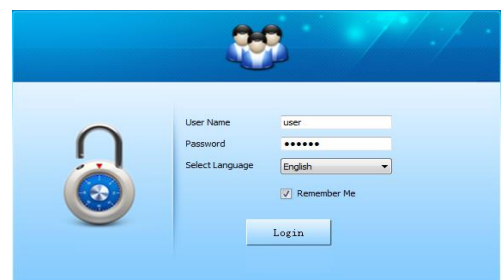 User Name user
Password ••••••
Select Language English
Remember Me
Login